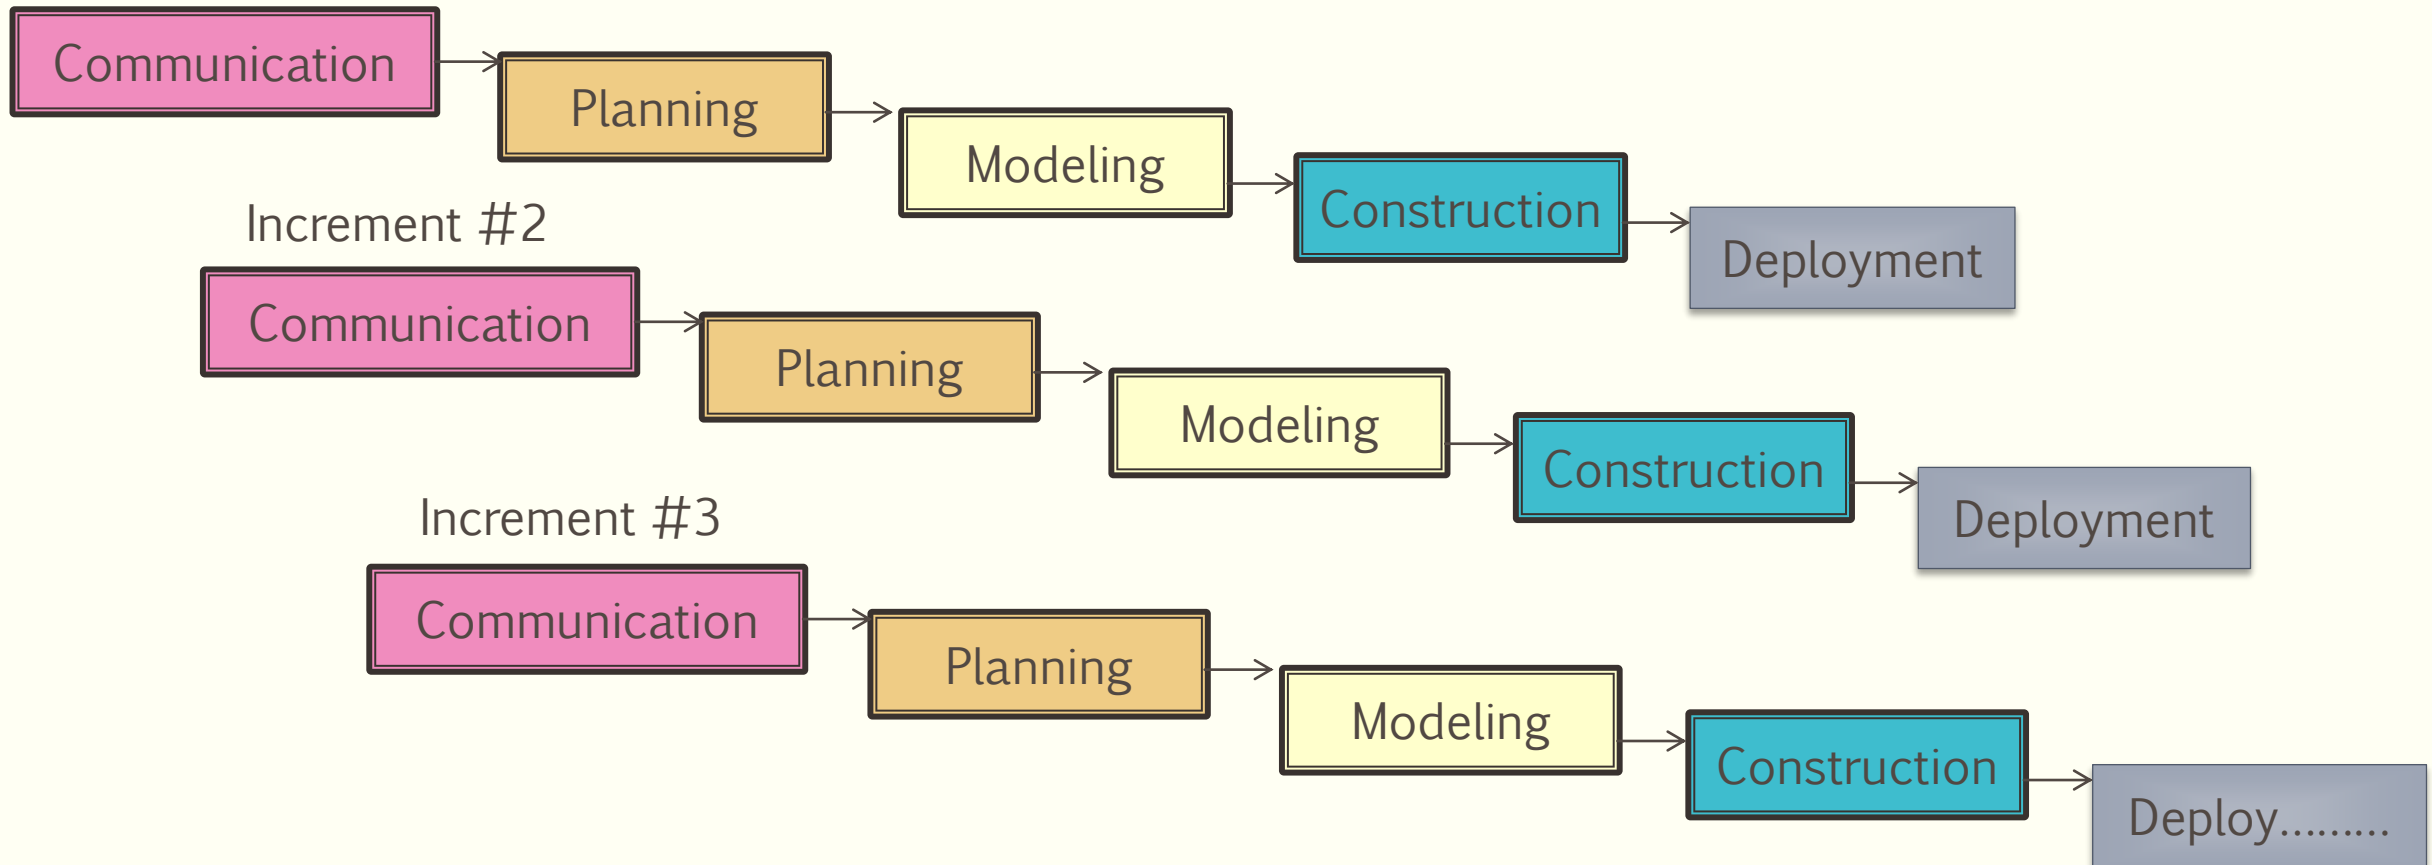 Communication
Planning
Modeling
Construction
Deployment
Increment #2
Communication
Planning
Modeling
Construction
Deployment
Increment #3
Communication
Planning
Modeling
Construction
Deploy.........